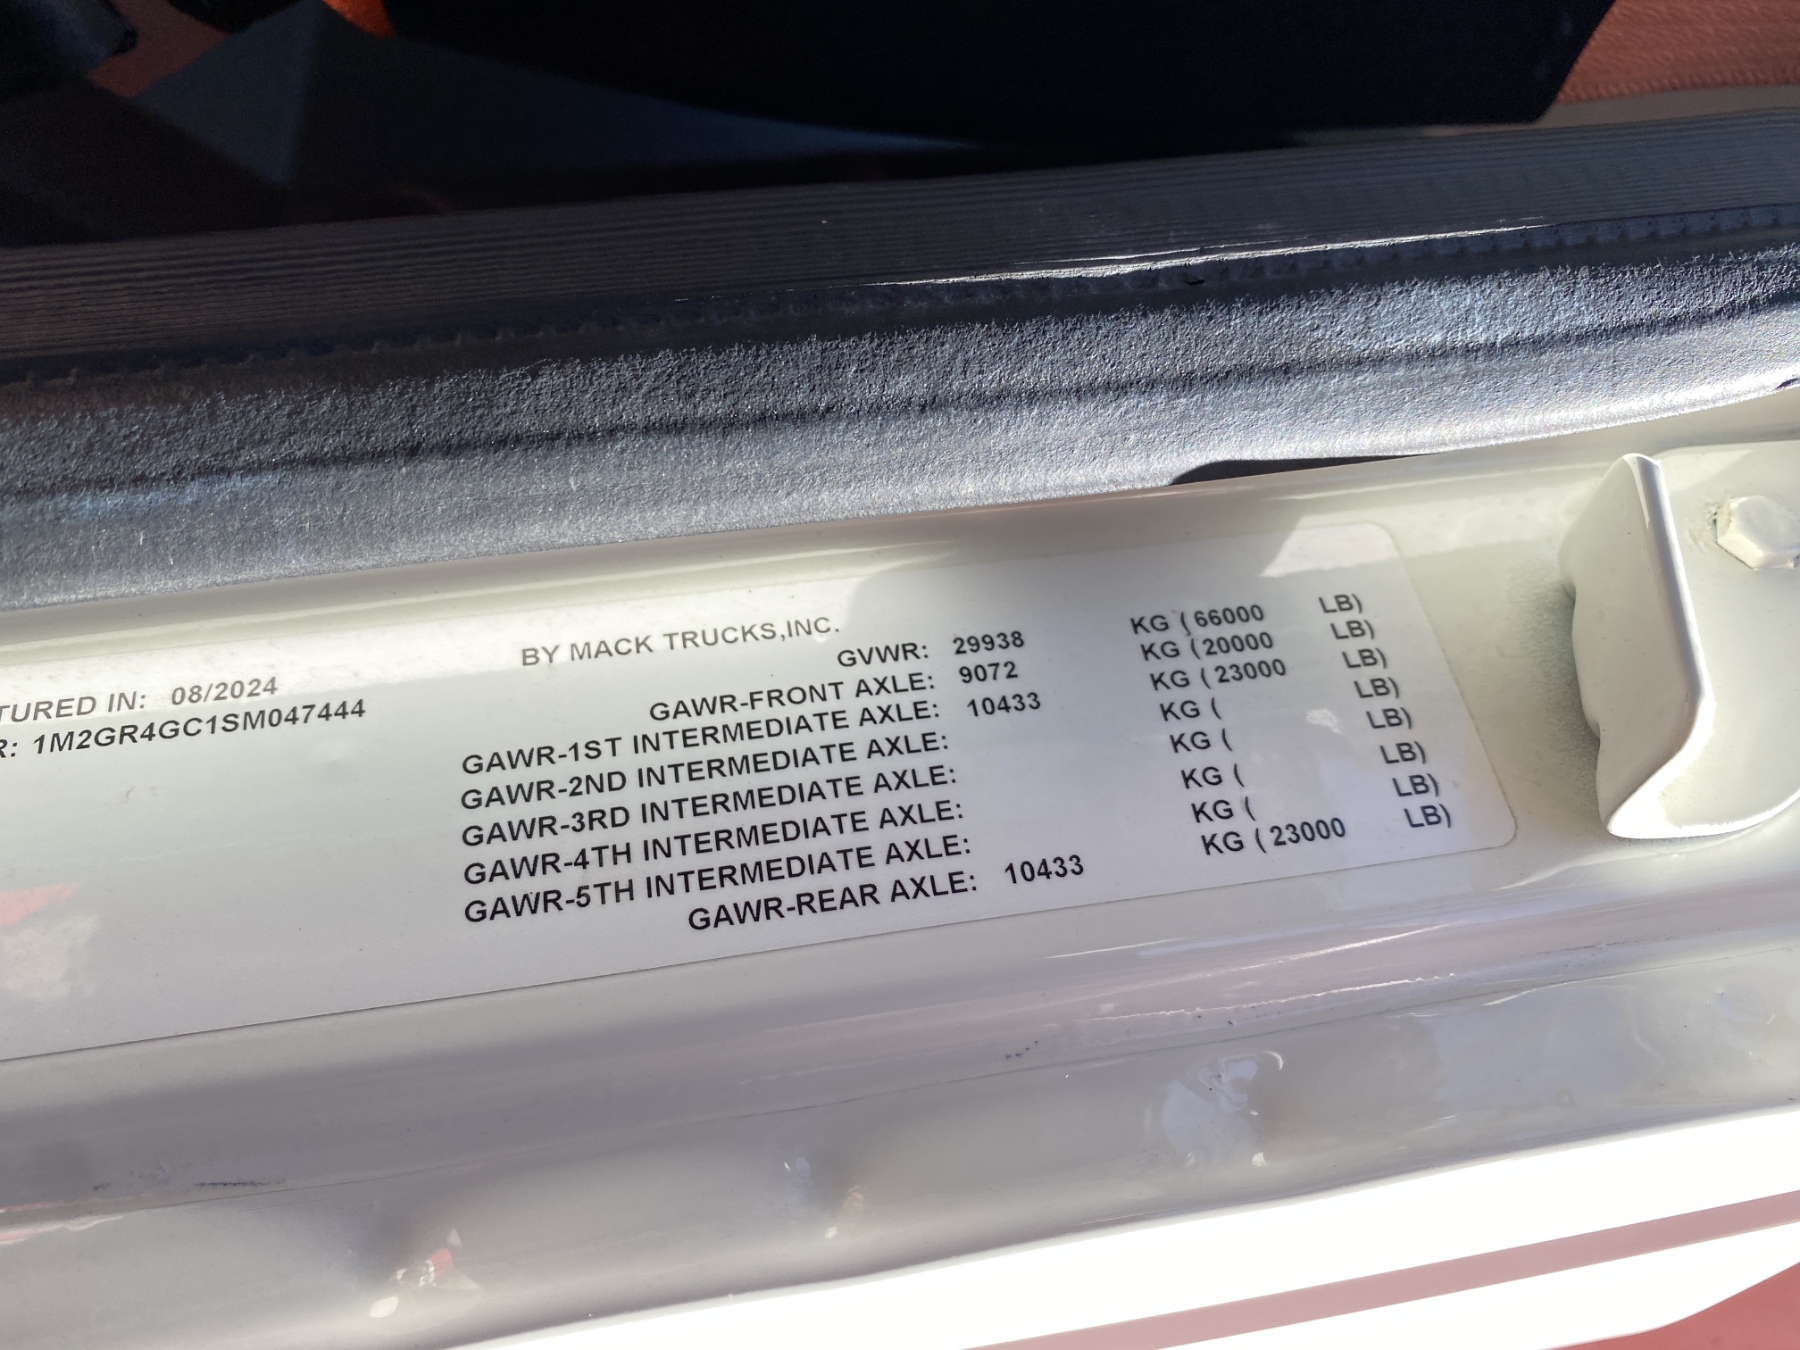 BY MACK TRUCKS,INC.
TURED IN: 08/2024
GVWR: 29938 KG (66000 LB)
R: 1M2GR4GC1SM047444
GAWR-FRONT AXLE: 9072 KG (20000 LB)
GAWR-1ST INTERMEDIATE AXLE: 10433 KG (23000 LB)
GAWR-2ND INTERMEDIATE AXLE: KG ( LB)
GAWR-3RD INTERMEDIATE AXLE: KG ( LB)
GAWR-4TH INTERMEDIATE AXLE: KG ( LB)
GAWR-5TH INTERMEDIATE AXLE: KG ( LB)
GAWR-REAR AXLE: 10433 KG (23000 LB)